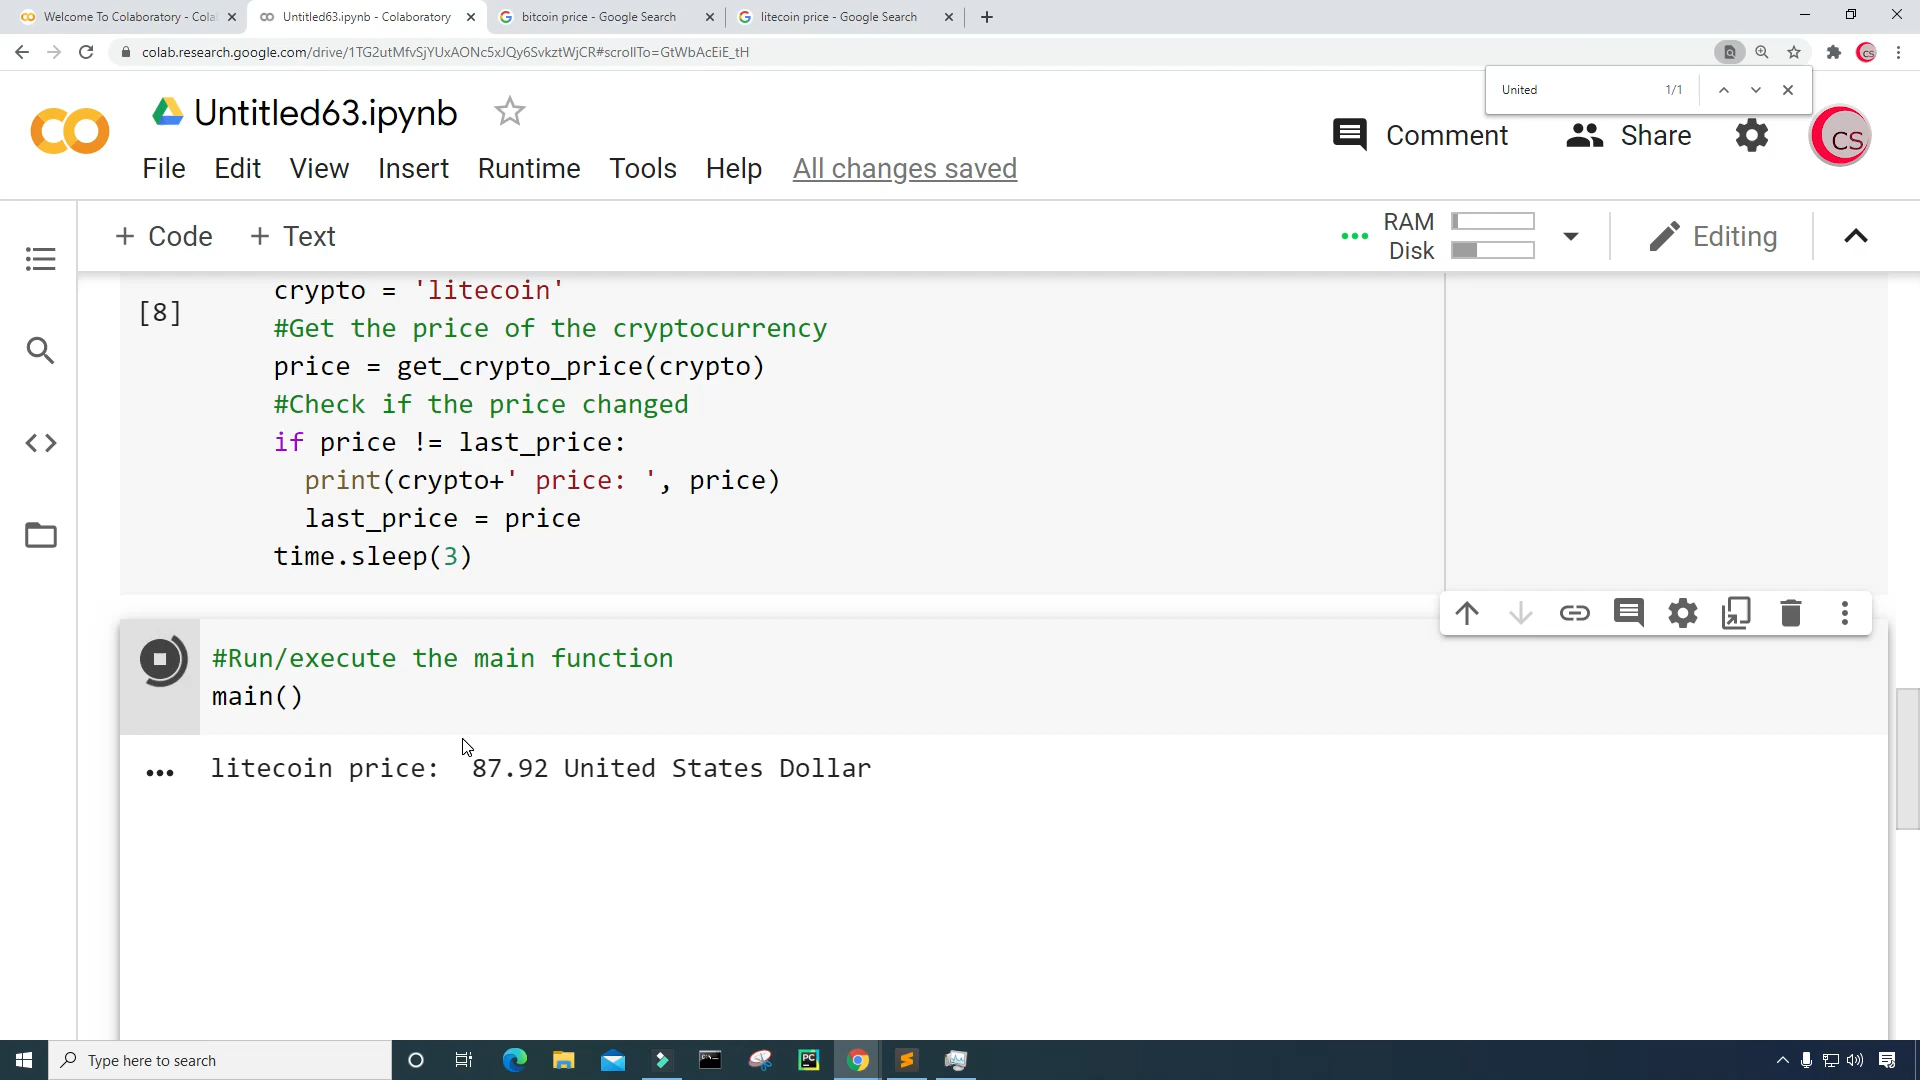 Welcome To Colaboratory - Cola
Untitled63.ipynb - Colaboratory
bitcoin price - Google Search
litecoin price - Google Search
colab.research.google.com/drive/1TG2utMfvSjYUxAONc5xJQy6SvkztWjCR#scrollTo=GtWbAcEiE_tH
United 1/1
Untitled63.ipynb
Comment
Share
CS
File Edit View Insert Runtime Tools Help All changes saved
+ Code + Text
RAM
Disk
Editing
crypto = 'litecoin'
[8]
#Get the price of the cryptocurrency
price = get_crypto_price(crypto)
#Check if the price changed
if price != last_price:
print(crypto+' price: ', price)
last_price = price
time.sleep(3)
#Run/execute the main function
main()
litecoin price:  87.92 United States Dollar
Type here to search
PC